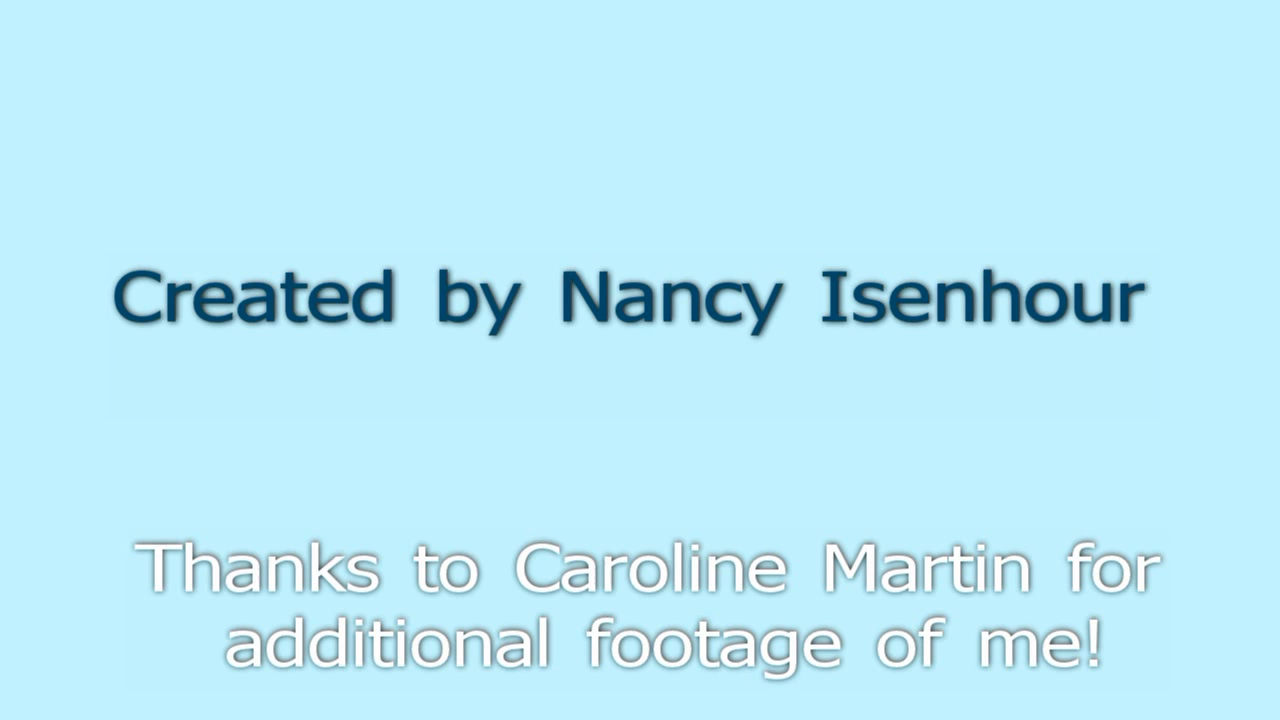 Created by Nancy Isenhour
Thanks to Caroline Martin for
additional footage of me!